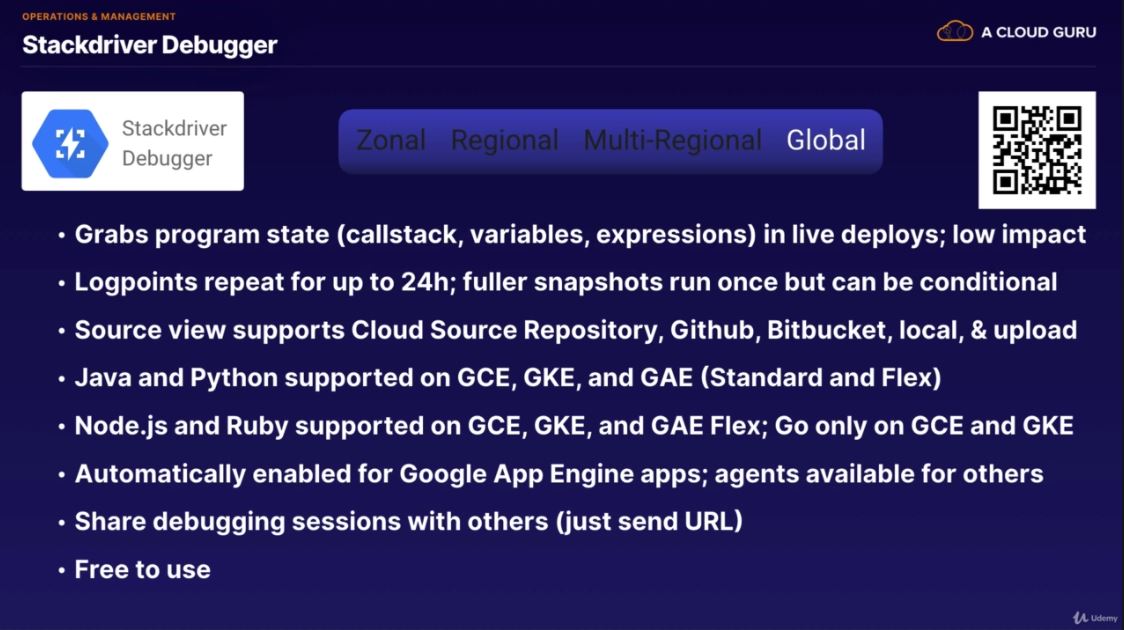 OPERATIONS & MANAGEMENT
Stackdriver Debugger
A CLOUD GURU
Stackdriver
Debugger
Zonal Regional Multi-Regional Global
• Grabs program state (callstack, variables, expressions) in live deploys; low impact
• Logpoints repeat for up to 24h; fuller snapshots run once but can be conditional
• Source view supports Cloud Source Repository, Github, Bitbucket, local, & upload
• Java and Python supported on GCE, GKE, and GAE (Standard and Flex)
• Node.js and Ruby supported on GCE, GKE, and GAE Flex; Go only on GCE and GKE
• Automatically enabled for Google App Engine apps; agents available for others
• Share debugging sessions with others (just send URL)
• Free to use
Udemy